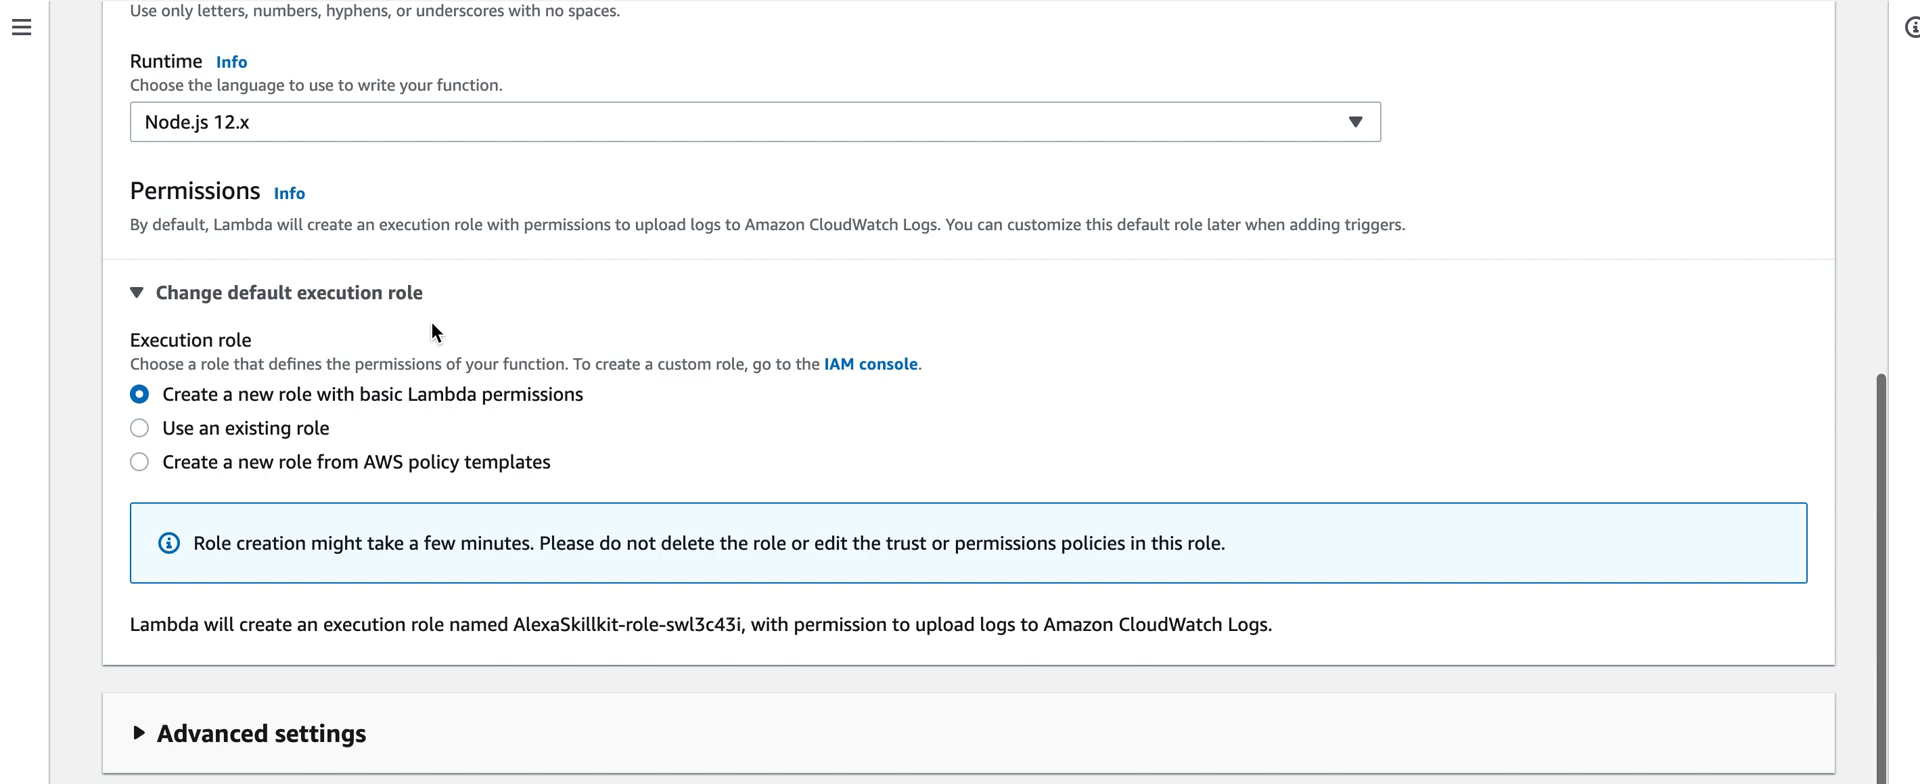 Use only letters, numbers, hyphens, or underscores with no spaces.
Runtime Info
Choose the language to use to write your function.
Node.js 12.x
Permissions Info
By default, Lambda will create an execution role with permissions to upload logs to Amazon CloudWatch Logs. You can customize this default role later when adding triggers.
Change default execution role
Execution role
Choose a role that defines the permissions of your function. To create a custom role, go to the IAM console.
Create a new role with basic Lambda permissions
Use an existing role
Create a new role from AWS policy templates
Role creation might take a few minutes. Please do not delete the role or edit the trust or permissions policies in this role.
Lambda will create an execution role named AlexaSkillkit-role-swl3c43i, with permission to upload logs to Amazon CloudWatch Logs.
Advanced settings